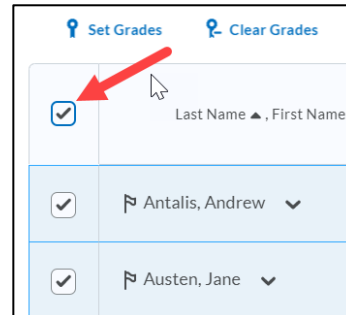 Set Grades Clear Grades
Last Name ▲ , First Name
Antalis, Andrew
Austen, Jane